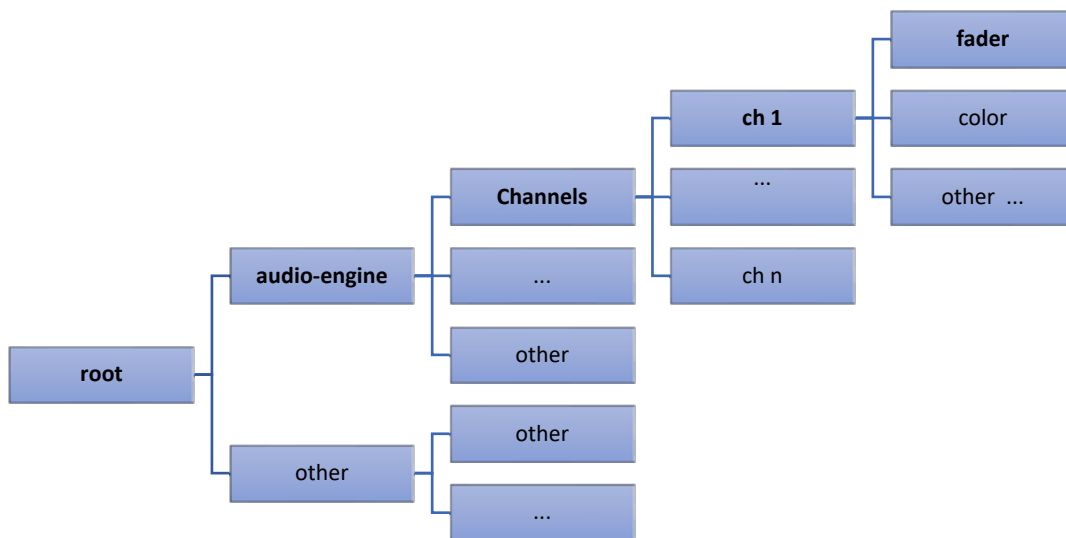 fader
ch 1
color
...
Channels
other ...
audio-engine
...
ch n
root
other
other
other
...